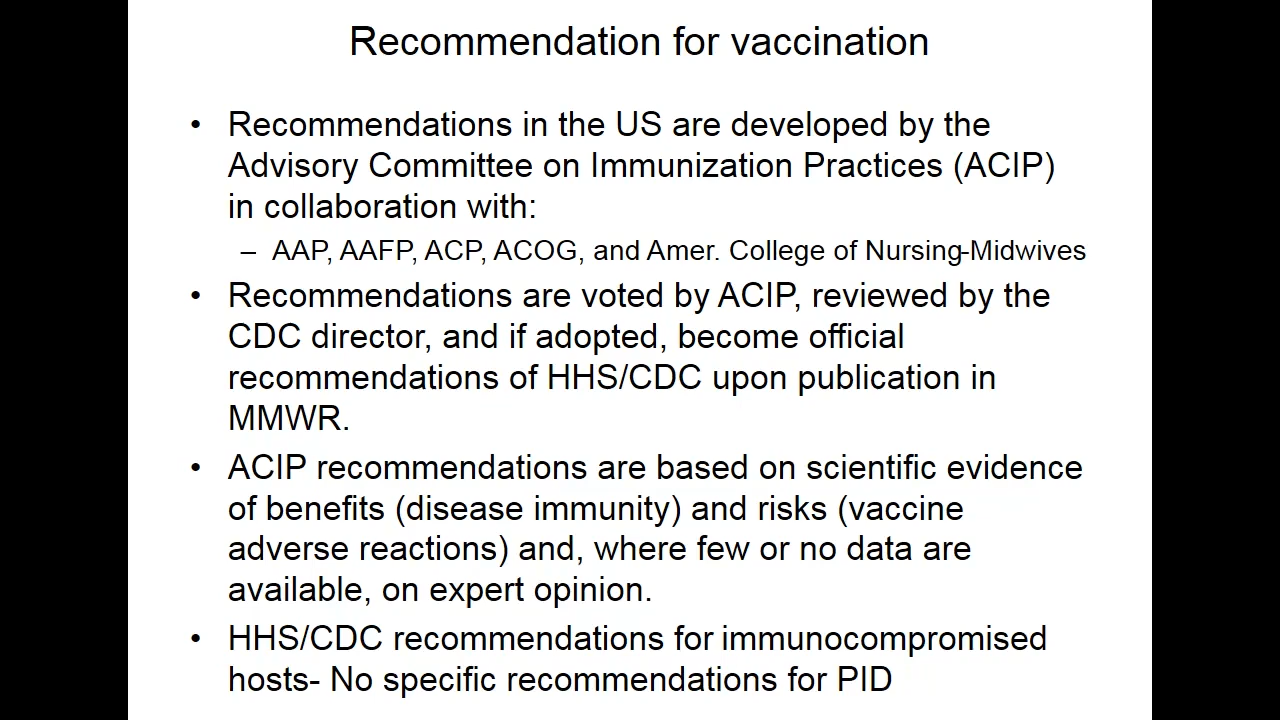 Recommendation for vaccination
• Recommendations in the US are developed by the
Advisory Committee on Immunization Practices (ACIP)
in collaboration with:
– AAP, AAFP, ACP, ACOG, and Amer. College of Nursing-Midwives
• Recommendations are voted by ACIP, reviewed by the
CDC director, and if adopted, become official
recommendations of HHS/CDC upon publication in
MMWR.
• ACIP recommendations are based on scientific evidence
of benefits (disease immunity) and risks (vaccine
adverse reactions) and, where few or no data are
available, on expert opinion.
• HHS/CDC recommendations for immunocompromised
hosts- No specific recommendations for PID